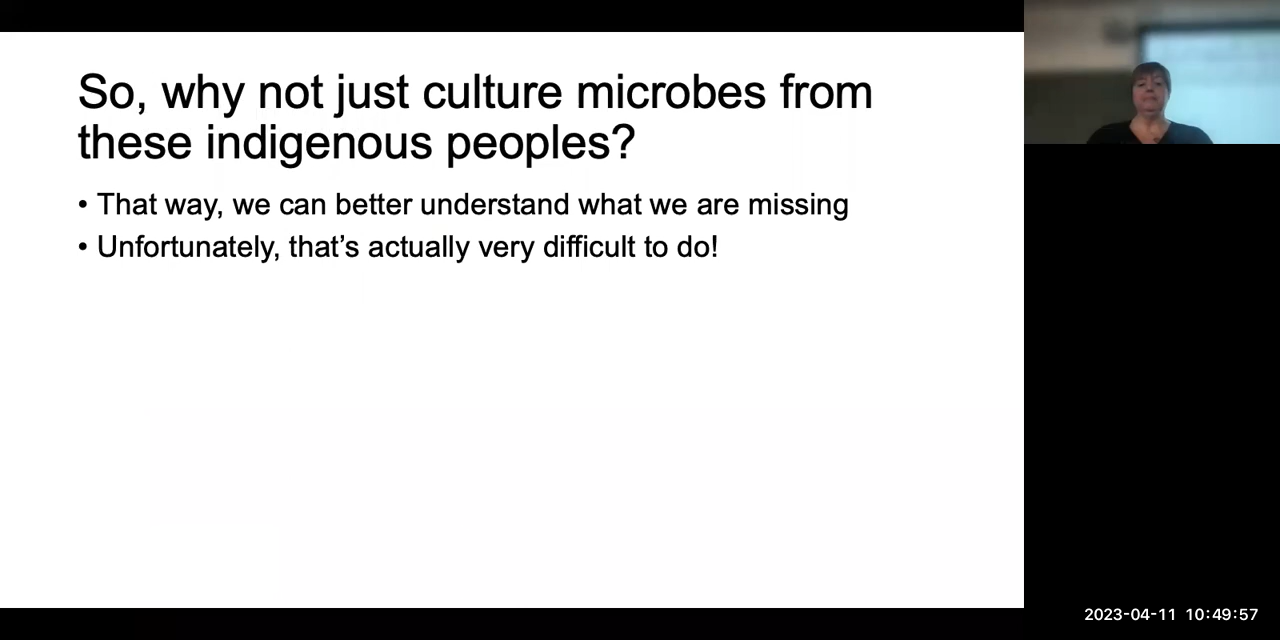 So, why not just culture microbes from
these indigenous peoples?
• That way, we can better understand what we are missing
• Unfortunately, that’s actually very difficult to do!
2023-04-11 10:49:57